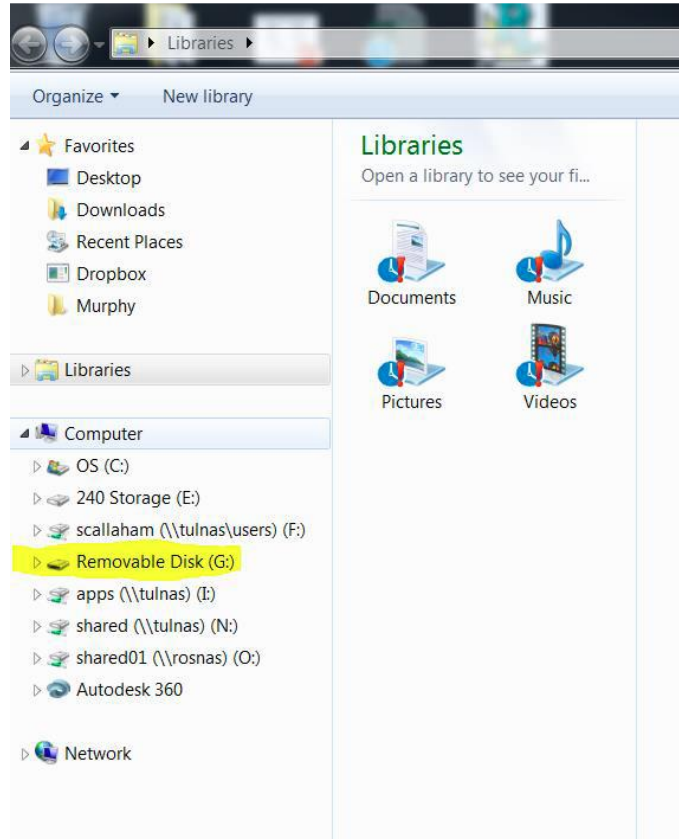 Libraries
Organize New library
Favorites
Desktop
Downloads
Recent Places
Dropbox
Murphy
Libraries
Computer
OS (C:)
240 Storage (E:)
scallaham (\\tulnas\users) (F:)
Removable Disk (G:)
apps (\\tulnas) (I:)
shared (\\tulnas) (N:)
shared01 (\\rosnas) (O:)
Autodesk 360
Network
Libraries
Open a library to see your fi...
Documents Music
Pictures Videos